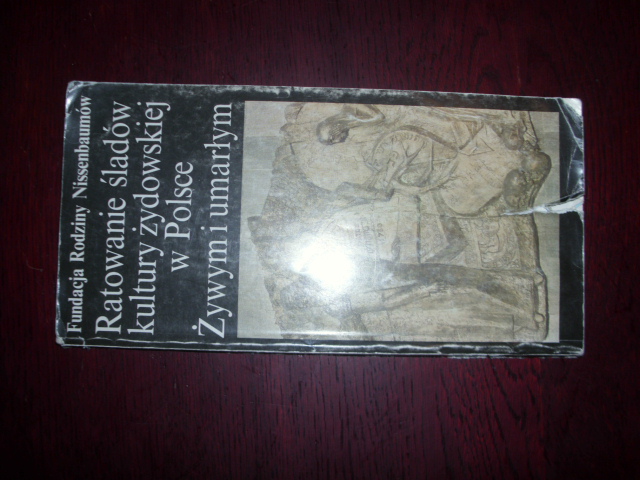 Fundacja Rodziny Nissenbaumów
Ratowanie śladów
kultury żydowskiej
w Polsce
Żywym i umarłym